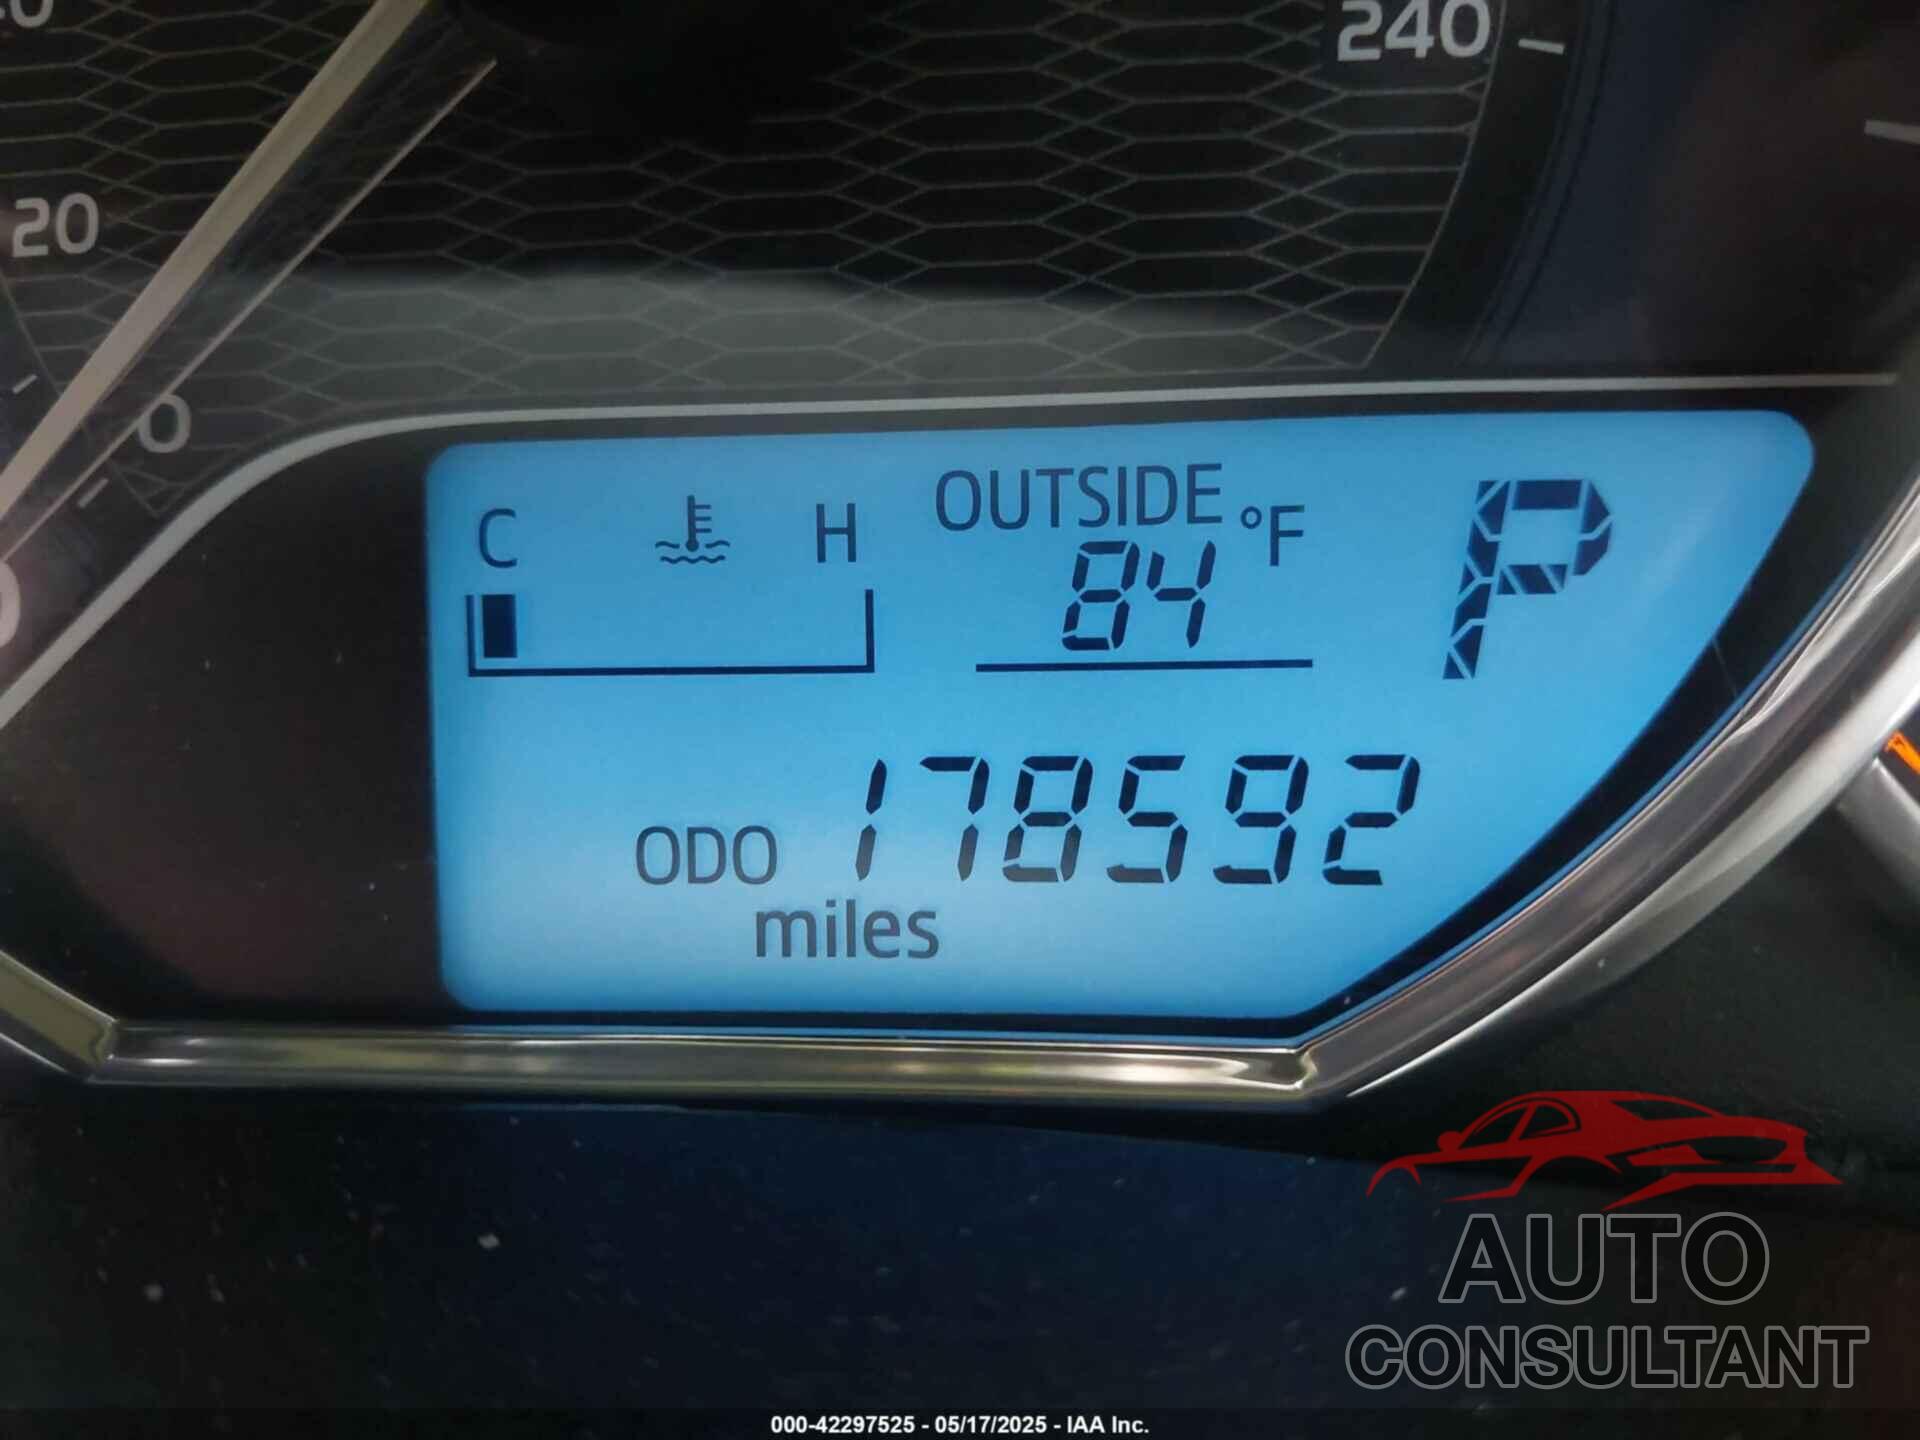 240
20
0
C H OUTSIDE °F P
84
ODO 178592
miles
AUTO
CONSULTANT
000-42297525 - 05/17/2025 - IAA Inc.